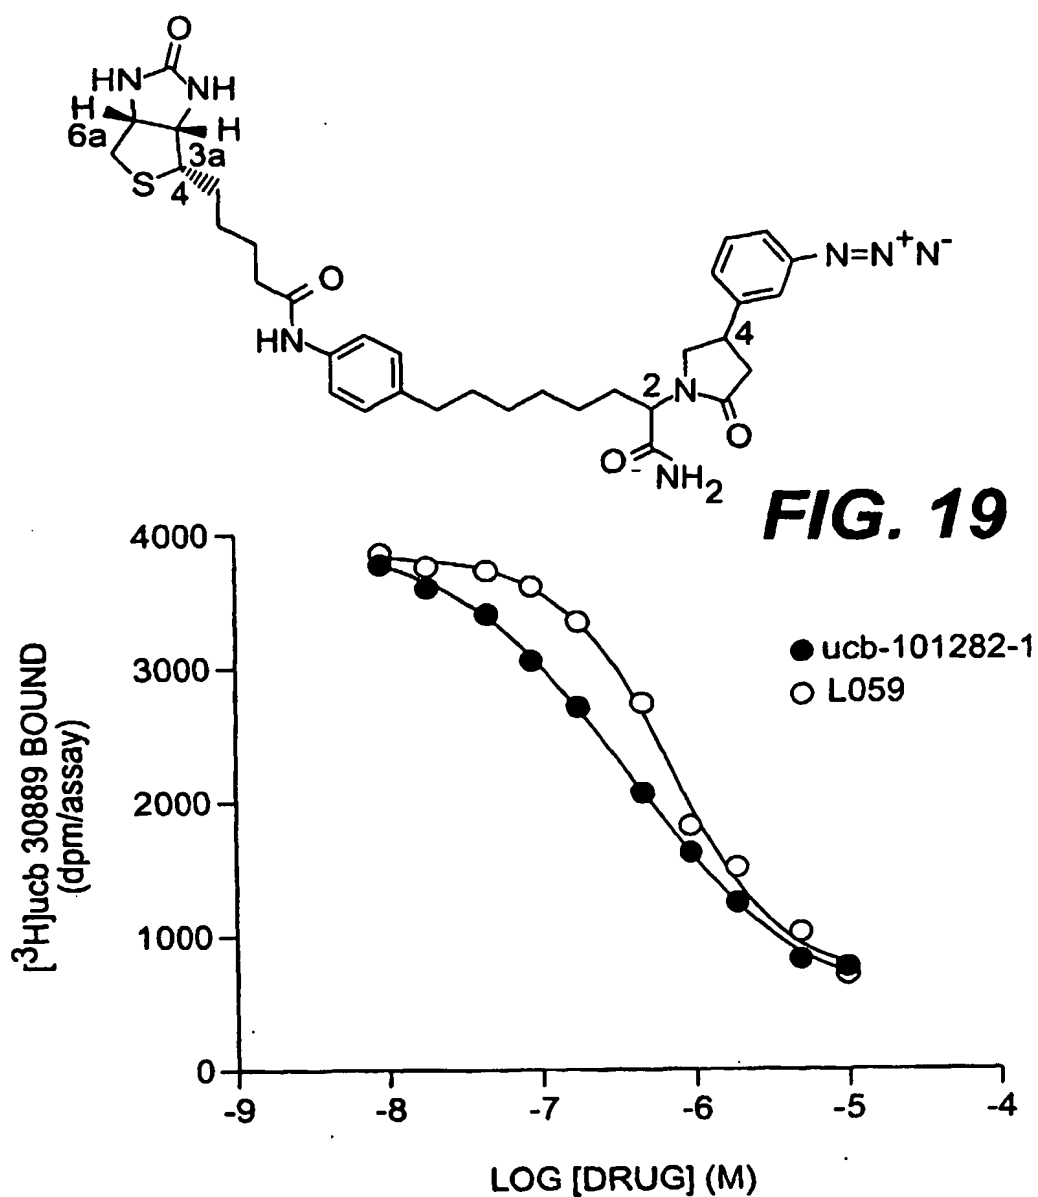 O
HN
NH
H
H
6a
3a
S
4
O
HN
N=N⁺N⁻
4
2
N
O
O
NH₂
FIG. 19
4000
3000
2000
1000
0
-9 -8 -7 -6 -5 -4
[³H]ucb 30889 BOUND
(dpm/assay)
ucb-101282-1
L059
LOG [DRUG] (M)